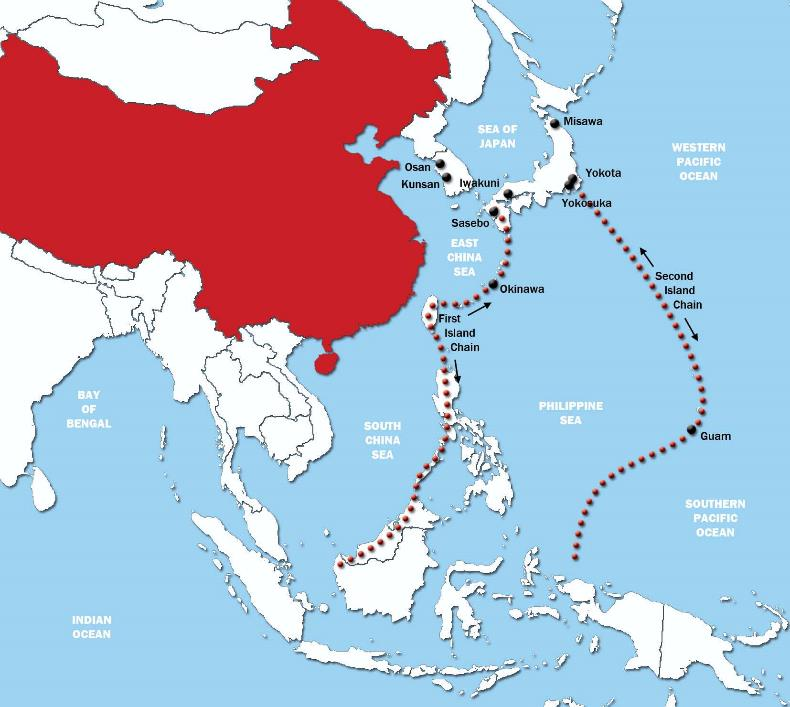 Misawa
SEA OF
JAPAN
WESTERN
PACIFIC
OCEAN
Osan
Kunsan
Iwakuni
Yokota
Yokosuka
Sasebo
EAST
CHINA
SEA
Okinawa
Second
Island
Chain
First
Island
Chain
BAY
OF
BENGAL
PHILIPPINE
SEA
SOUTH
CHINA
SEA
Guam
SOUTHERN
PACIFIC
OCEAN
INDIAN
OCEAN